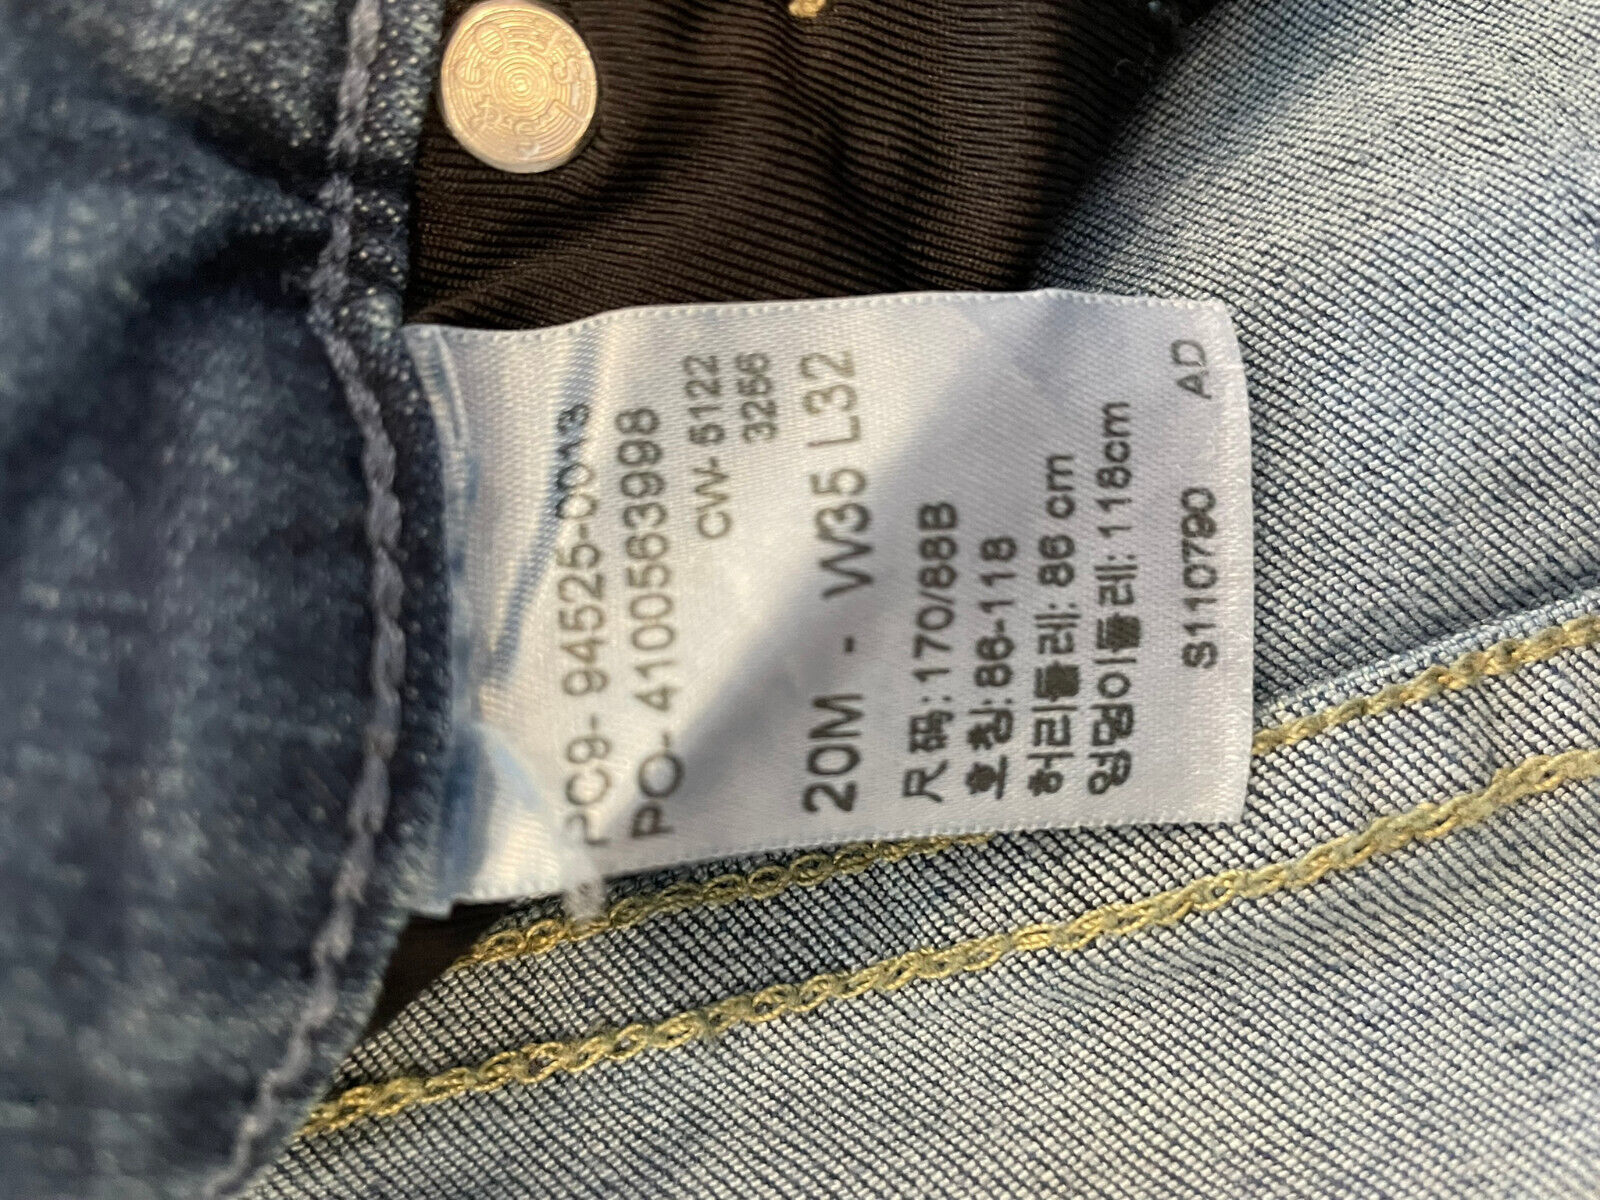 PC9- 94525-0013
PO- 4100563998
CW- 5122
3256
20M - W35 L32
尺码:170/88B
호칭:86-118
허리둘레: 86 cm
엉덩이둘레: 118cm
S110790 AD